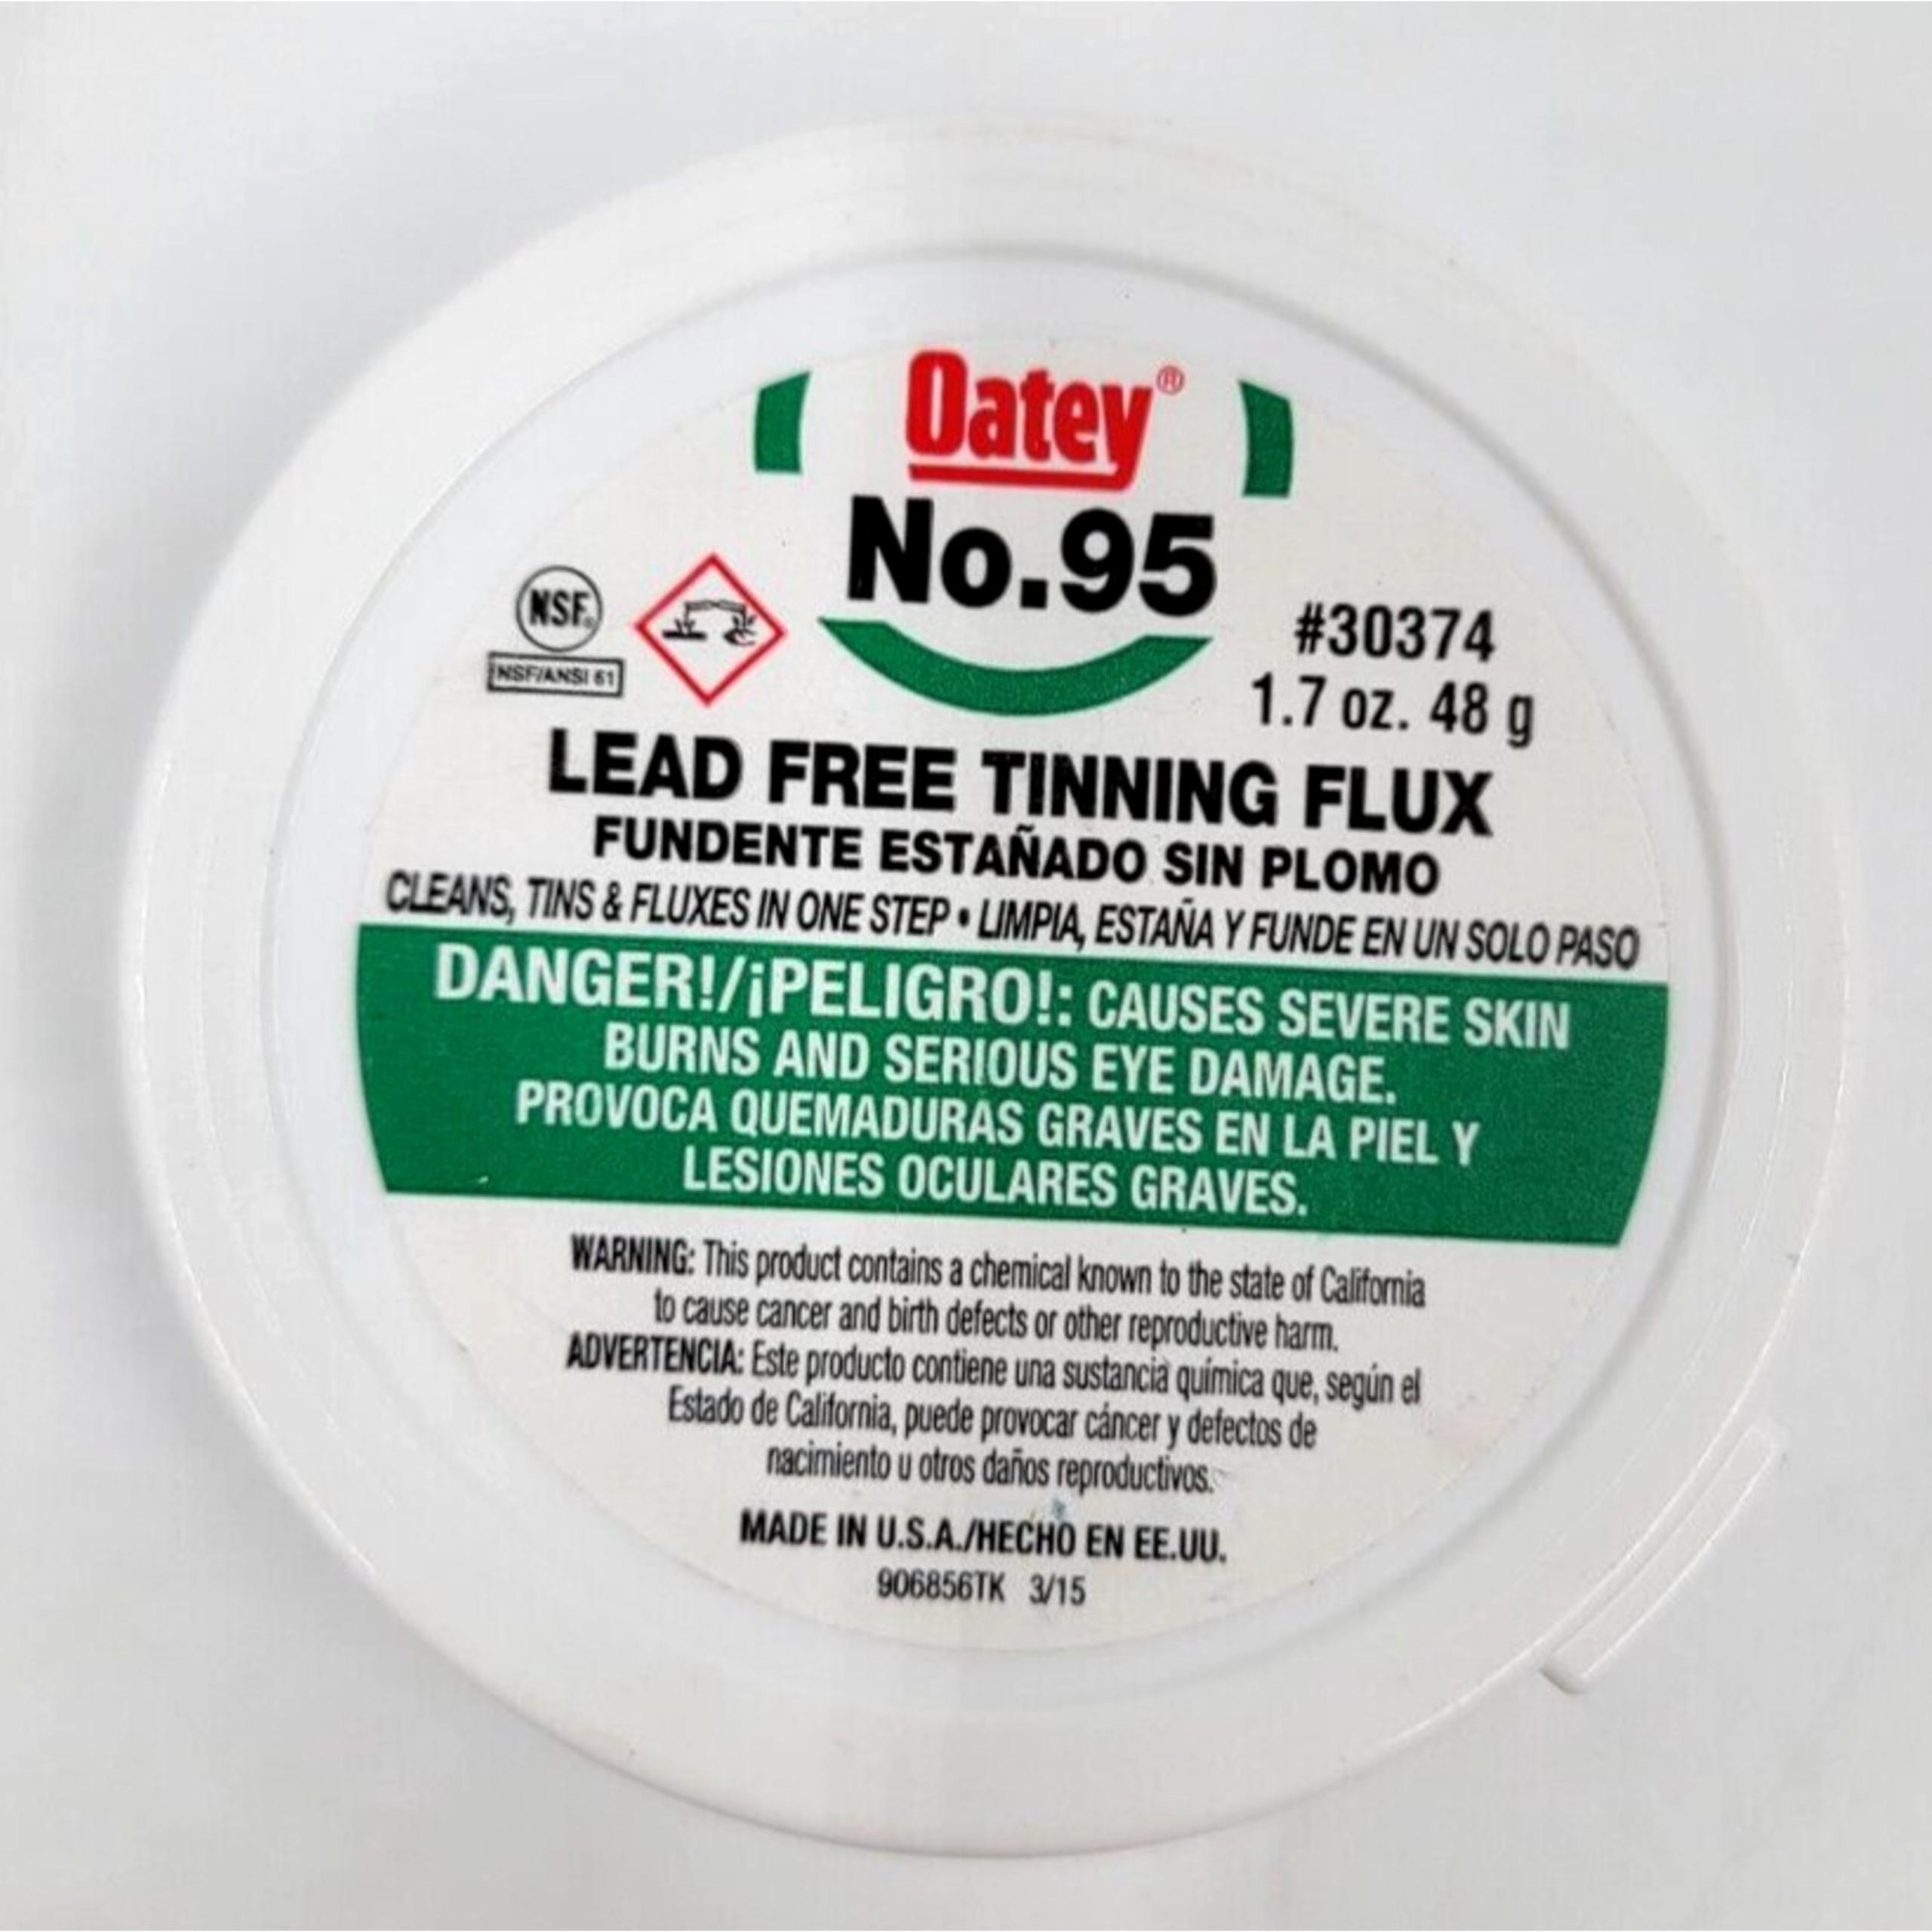 Oatey®
No.95
NSF®
NSF/ANSI 61
#30374
1.7 oz. 48 g
LEAD FREE TINNING FLUX
FUNDENTE ESTAÑADO SIN PLOMO
CLEANS, TINS & FLUXES IN ONE STEP • LIMPIA, ESTAÑA Y FUNDE EN UN SOLO PASO
DANGER!/¡PELIGRO!: CAUSES SEVERE SKIN
BURNS AND SERIOUS EYE DAMAGE.
PROVOCA QUEMADURAS GRAVES EN LA PIEL Y
LESIONES OCULARES GRAVES.
WARNING: This product contains a chemical known to the state of California
to cause cancer and birth defects or other reproductive harm.
ADVERTENCIA: Este producto contiene una sustancia química que, según el
Estado de California, puede provocar cáncer y defectos de
nacimiento u otros daños reproductivos.
MADE IN U.S.A./HECHO EN EE.UU.
906856TK 3/15